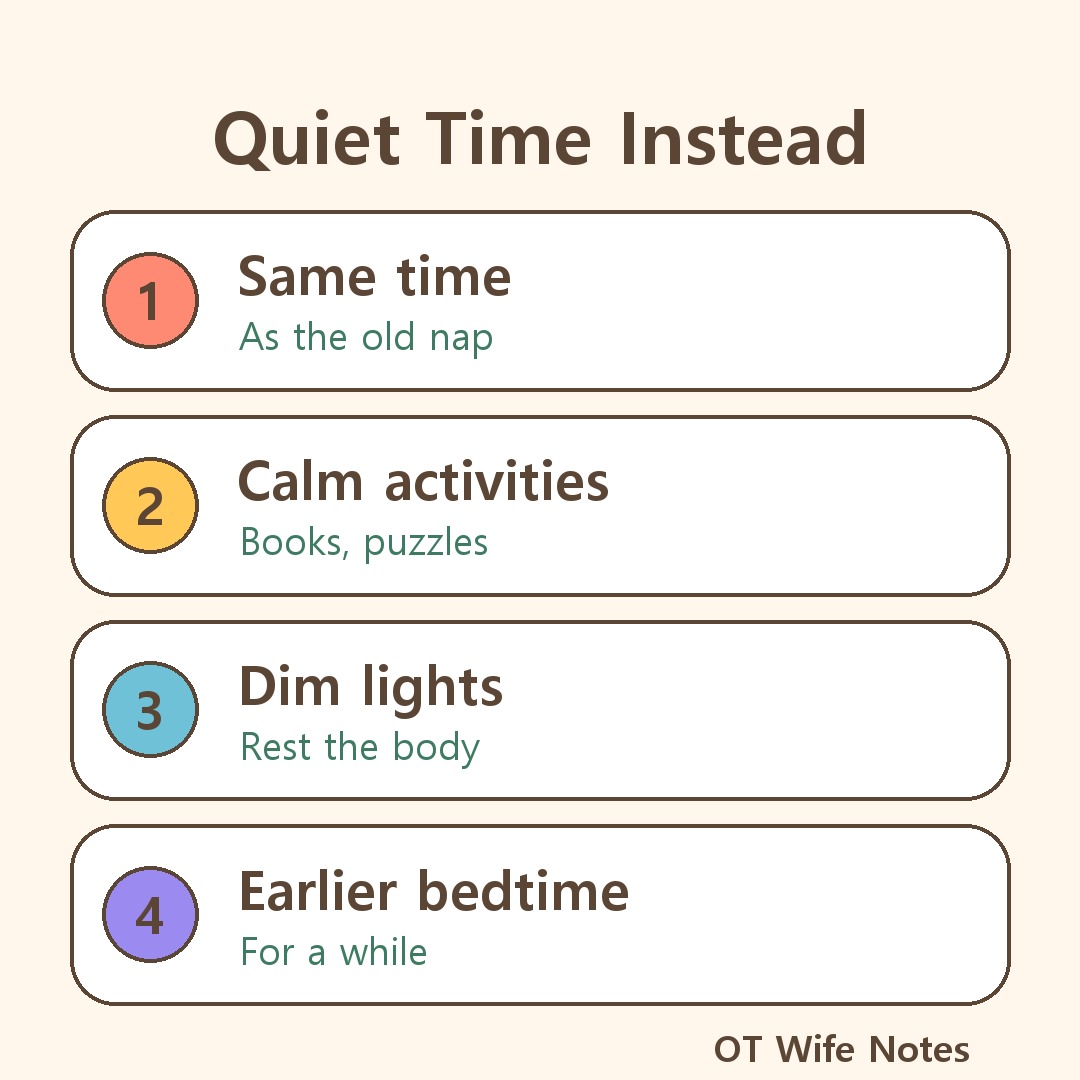 Quiet Time Instead
1
Same time
As the old nap
2
Calm activities
Books, puzzles
3
Dim lights
Rest the body
4
Earlier bedtime
For a while
OT Wife Notes